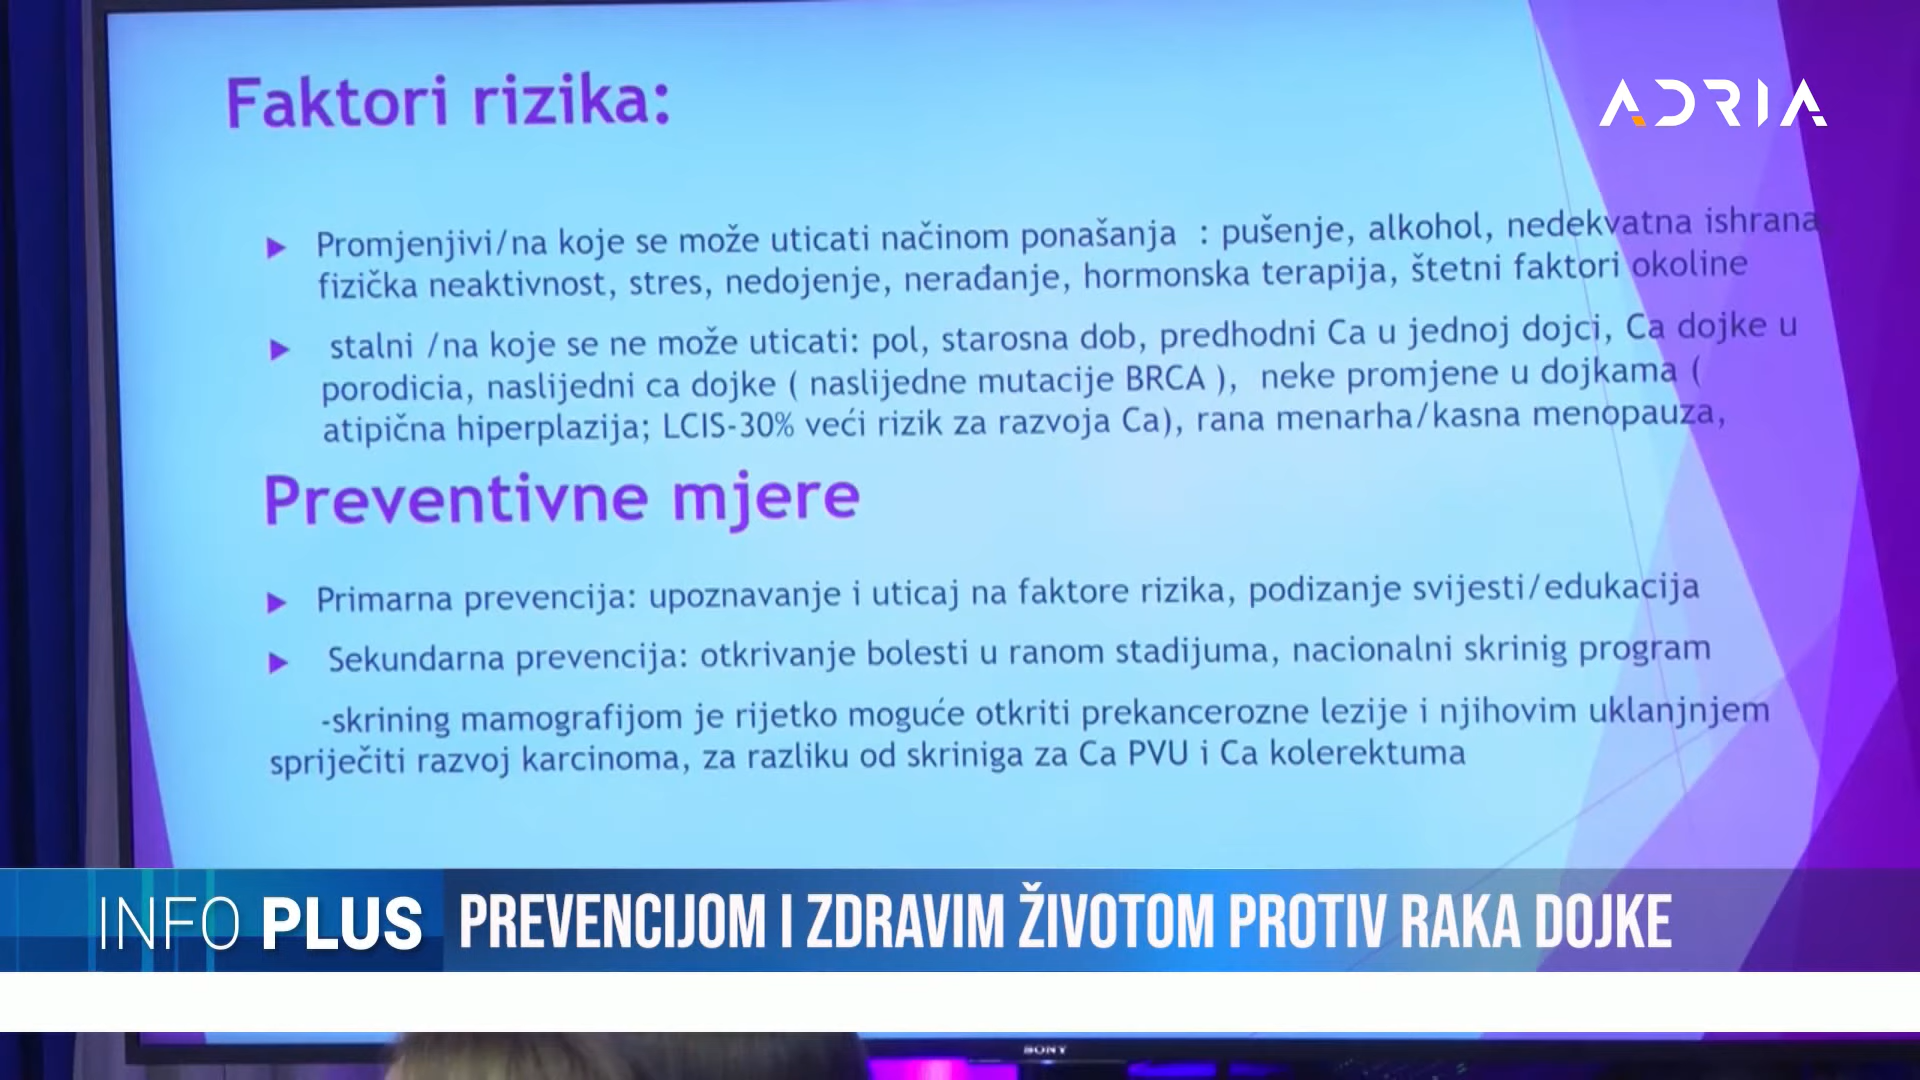 Faktori rizika:
ADRIA
Promjenjivi/na koje se može uticati načinom ponašanja : pušenje, alkohol, nedekvatna ishrana
fizička neaktivnost, stres, nedojenje, nerađanje, hormonska terapija, štetni faktori okoline
stalni /na koje se ne može uticati: pol, starosna dob, predhodni Ca u jednoj dojci, Ca dojke u
porodicia, naslijedni ca dojke ( naslijedne mutacije BRCA ), neke promjene u dojkama (
atipična hiperplazija; LCIS-30% veći rizik za razvoja Ca), rana menarha/kasna menopauza,
Preventivne mjere
Primarna prevencija: upoznavanje i uticaj na faktore rizika, podizanje svijesti/edukacija
Sekundarna prevencija: otkrivanje bolesti u ranom stadijuma, nacionalni skrinig program
-skrining mamografijom je rijetko moguće otkriti prekancerozne lezije i njihovim uklanjnjem
spriječiti razvoj karcinoma, za razliku od skriniga za Ca PVU i Ca kolerektuma
INFO PLUS PREVENCIJOM I ZDRAVIM ŽIVOTOM PROTIV RAKA DOJKE
SONY